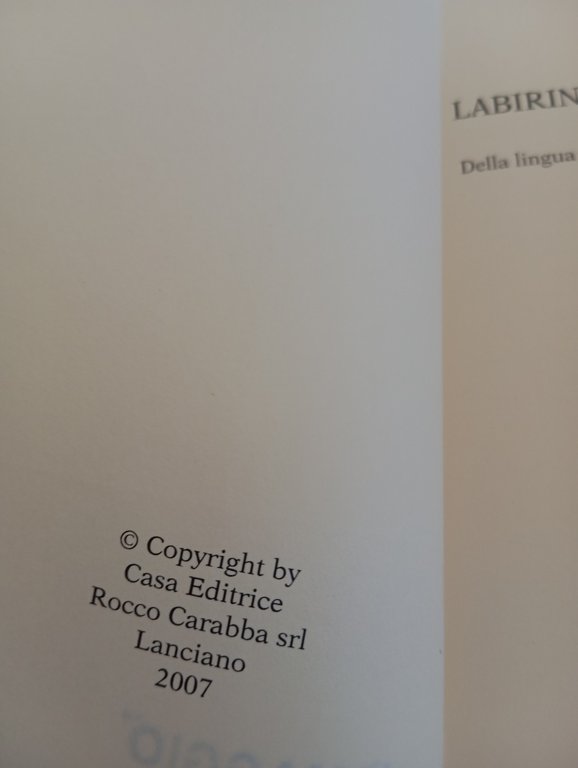 © Copyright by
Casa Editrice
Rocco Carabba srl
Lanciano
2007
LABIRIN
Della lingua